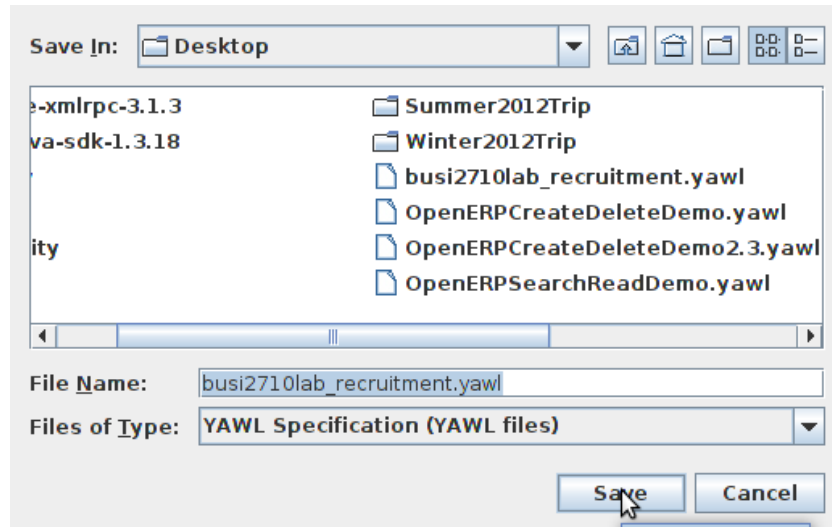 Save In: Desktop
e-xmlrpc-3.1.3
va-sdk-1.3.18
ity
Summer2012Trip
Winter2012Trip
busi2710lab_recruitment.yawl
OpenERPCreateDeleteDemo.yawl
OpenERPCreateDeleteDemo2.3.yawl
OpenERPSearchReadDemo.yawl
File Name: busi2710lab_recruitment.yawl
Files of Type: YAWL Specification (YAWL files)
Save Cancel